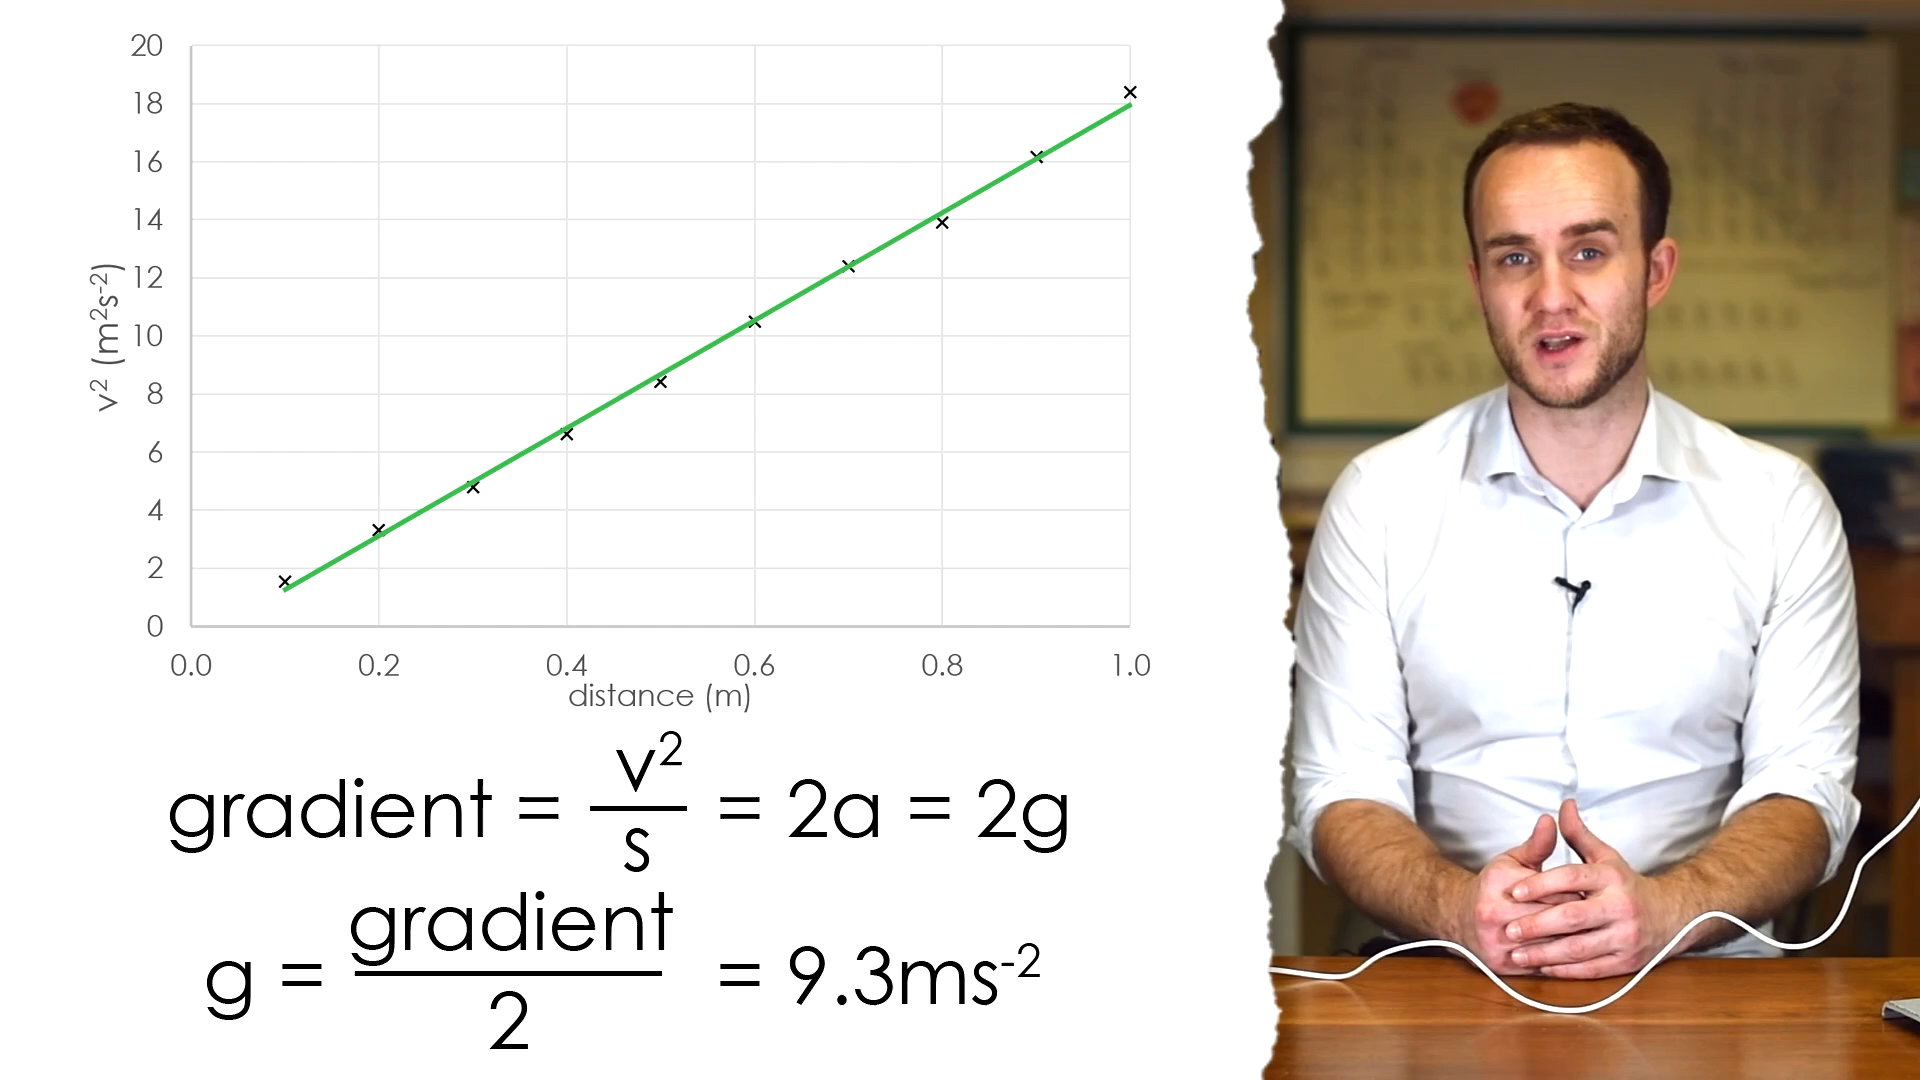 20
18
16
14
12
10
8
6
4
2
0
v² (m²s⁻²)
0.0 0.2 0.4 0.6 0.8 1.0
distance (m)
gradient = v²/s = 2a = 2g
g = gradient/2 = 9.3ms⁻²